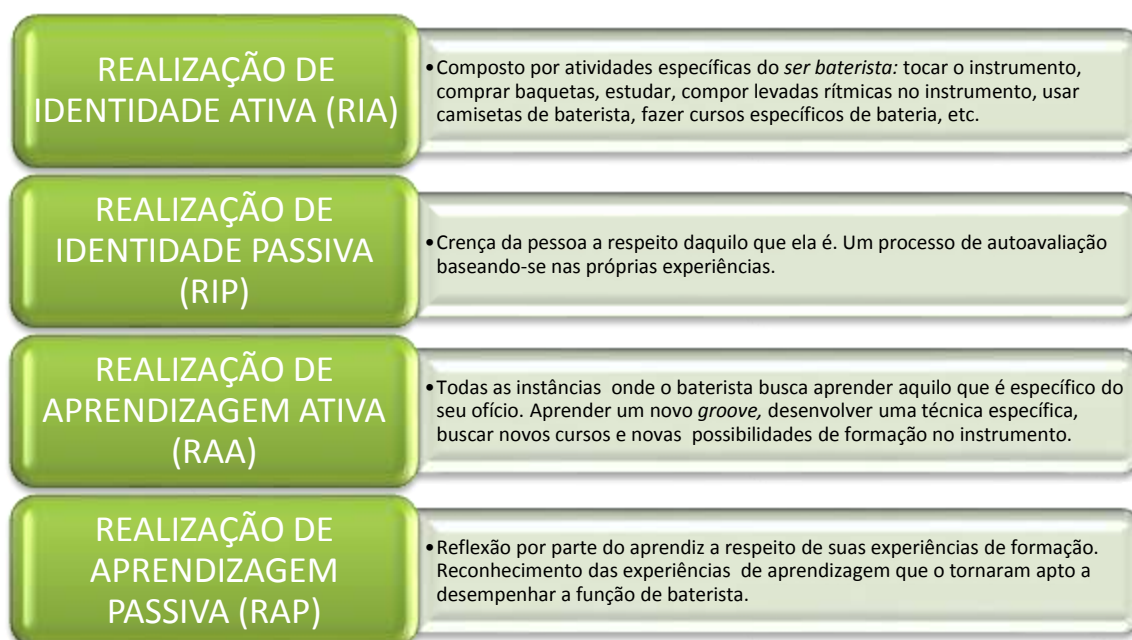 REALIZAÇÃO DE
IDENTIDADE ATIVA (RIA)
•Composto por atividades específicas do ser baterista: tocar o instrumento,
comprar baquetas, estudar, compor levadas rítmicas no instrumento, usar
camisetas de baterista, fazer cursos específicos de bateria, etc.
REALIZAÇÃO DE
IDENTIDADE PASSIVA
(RIP)
•Crença da pessoa a respeito daquilo que ela é. Um processo de autoavaliação
baseando-se nas próprias experiências.
REALIZAÇÃO DE
APRENDIZAGEM ATIVA
(RAA)
•Todas as instâncias onde o baterista busca aprender aquilo que é específico do
seu ofício. Aprender um novo groove, desenvolver uma técnica específica,
buscar novos cursos e novas possibilidades de formação no instrumento.
REALIZAÇÃO DE
APRENDIZAGEM
PASSIVA (RAP)
•Reflexão por parte do aprendiz a respeito de suas experiências de formação.
Reconhecimento das experiências de aprendizagem que o tornaram apto a
desempenhar a função de baterista.